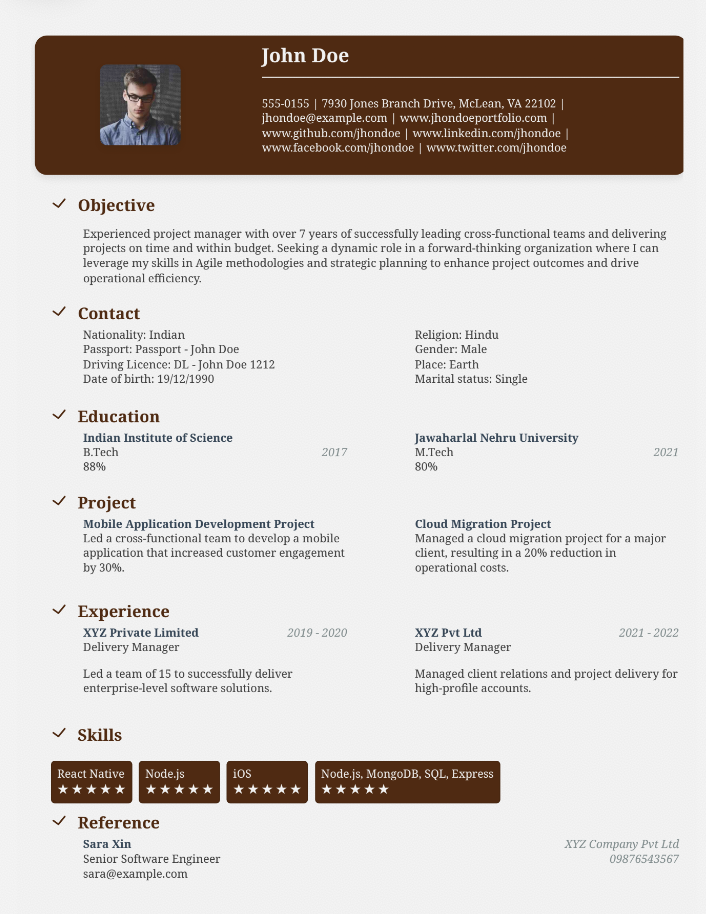 John Doe
555-0155 | 7930 Jones Branch Drive, McLean, VA 22102 |
jhondoe@example.com | www.jhondoeportfolio.com |
www.github.com/jhondoe | www.linkedin.com/jhondoe |
www.facebook.com/jhondoe | www.twitter.com/jhondoe
Objective
Experienced project manager with over 7 years of successfully leading cross-functional teams and delivering
projects on time and within budget. Seeking a dynamic role in a forward-thinking organization where I can
leverage my skills in Agile methodologies and strategic planning to enhance project outcomes and drive
operational efficiency.
Contact
Nationality: Indian
Passport: Passport - John Doe
Driving Licence: DL - John Doe 1212
Date of birth: 19/12/1990
Religion: Hindu
Gender: Male
Place: Earth
Marital status: Single
Education
Indian Institute of Science
B.Tech 2017
88%
Jawaharlal Nehru University
M.Tech 2021
80%
Project
Mobile Application Development Project
Led a cross-functional team to develop a mobile
application that increased customer engagement
by 30%.
Cloud Migration Project
Managed a cloud migration project for a major
client, resulting in a 20% reduction in
operational costs.
Experience
XYZ Private Limited 2019 - 2020
Delivery Manager
Led a team of 15 to successfully deliver
enterprise-level software solutions.
XYZ Pvt Ltd 2021 - 2022
Delivery Manager
Managed client relations and project delivery for
high-profile accounts.
Skills
React Native
★★★★★
Node.js
★★★★★
iOS
★★★★★
Node.js, MongoDB, SQL, Express
★★★★★
Reference
Sara Xin XYZ Company Pvt Ltd
Senior Software Engineer 09876543567
sara@example.com